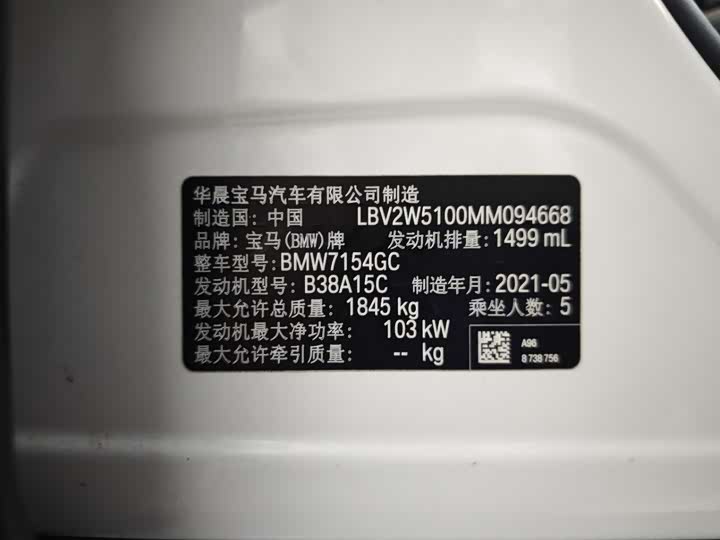 华晨宝马汽车有限公司制造
制造国: 中国 LBV2W5100MM094668
品牌: 宝马(BMW)牌 发动机排量: 1499 mL
整车型号: BMW7154GC
发动机型号: B38A15C 制造年月: 2021-05
最大允许总质量: 1845 kg 乘坐人数: 5
发动机最大净功率: 103 kW
最大允许牵引质量: -- kg
A96
8 738 756